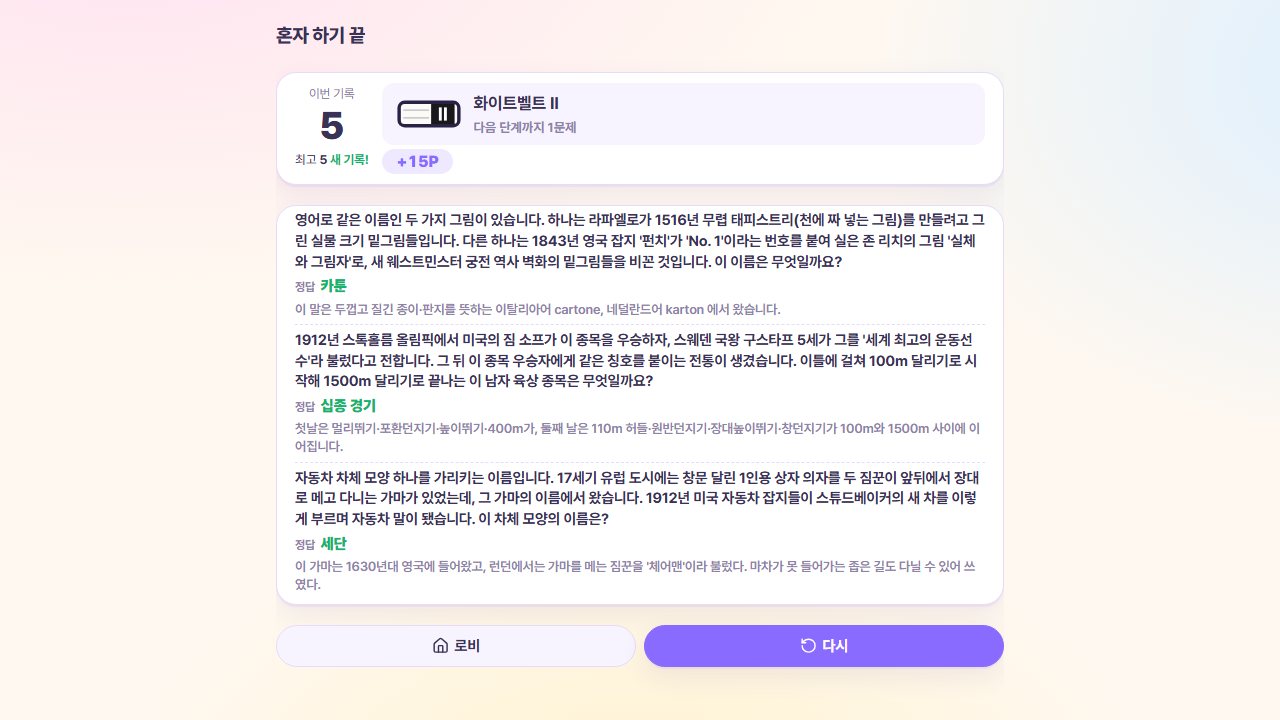 혼자 하기 끝
이번 기록
5
최고 5 새 기록!
화이트벨트 II
다음 단계까지 1문제
+15P
영어로 같은 이름인 두 가지 그림이 있습니다. 하나는 라파엘로가 1516년 무렵 태피스트리(천에 짜 넣는 그림)를 만들려고 그
린 실물 크기 밑그림들입니다. 다른 하나는 1843년 영국 잡지 '펀치'가 'No. 1'이라는 번호를 붙여 실은 존 리치의 그림 '실체
와 그림자'로, 새 웨스트민스터 궁전 역사 벽화의 밑그림들을 비꼰 것입니다. 이 이름은 무엇일까요?
정답 카툰
이 말은 두껍고 질긴 종이·판지를 뜻하는 이탈리아어 cartone, 네덜란드어 karton 에서 왔습니다.
1912년 스톡홀름 올림픽에서 미국의 짐 소프가 이 종목을 우승하자, 스웨덴 국왕 구스타프 5세가 그를 '세계 최고의 운동선
수'라 불렀다고 전합니다. 그 뒤 이 종목 우승자에게 같은 칭호를 붙이는 전통이 생겼습니다. 이틀에 걸쳐 100m 달리기로 시
작해 1500m 달리기로 끝나는 이 남자 육상 종목은 무엇일까요?
정답 십종 경기
첫날은 멀리뛰기·포환던지기·높이뛰기·400m가, 둘째 날은 110m 허들·원반던지기·장대높이뛰기·창던지기가 100m와 1500m 사이에 이
어집니다.
자동차 차체 모양 하나를 가리키는 이름입니다. 17세기 유럽 도시에는 창문 달린 1인용 상자 의자를 두 짐꾼이 앞뒤에서 장대
로 메고 다니는 가마가 있었는데, 그 가마의 이름에서 왔습니다. 1912년 미국 자동차 잡지들이 스튜드베이커의 새 차를 이렇
게 부르며 자동차 말이 됐습니다. 이 차체 모양의 이름은?
정답 세단
이 가마는 1630년대 영국에 들어왔고, 런던에서는 가마를 메는 짐꾼을 '체어맨'이라 불렀다. 마차가 못 들어가는 좁은 길도 다닐 수 있어 쓰
였다.
로비
다시